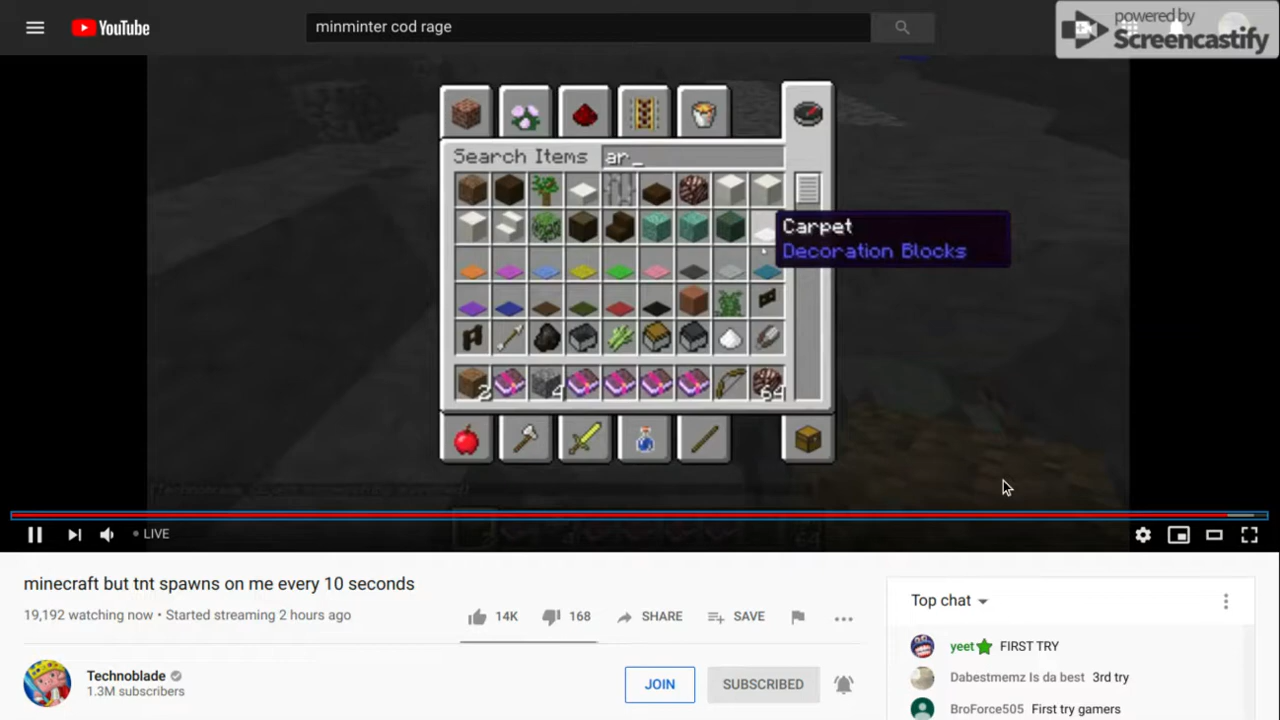 YouTube
minminter cod rage
powered by
Screencastify
Search Items ar_
Carpet
Decoration Blocks
2 4 64
LIVE
minecraft but tnt spawns on me every 10 seconds
19,192 watching now • Started streaming 2 hours ago
14K 168 SHARE SAVE
Technoblade
1.3M subscribers
JOIN SUBSCRIBED
Top chat
yeet FIRST TRY
Dabestmemz Is da best 3rd try
BroForce505 First try gamers